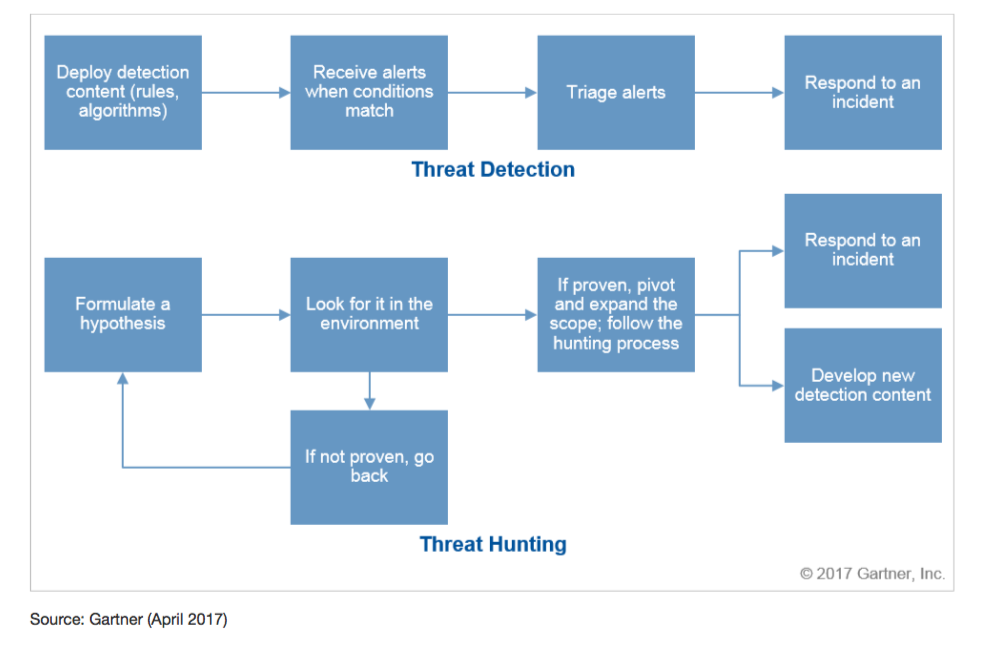 Deploy detection
content (rules,
algorithms)
Receive alerts
when conditions
match
Triage alerts
Respond to an
incident
Threat Detection
Formulate a
hypothesis
Look for it in the
environment
If proven, pivot
and expand the
scope; follow the
hunting process
Respond to an
incident
Develop new
detection content
If not proven, go
back
Threat Hunting
© 2017 Gartner, Inc.
Source: Gartner (April 2017)